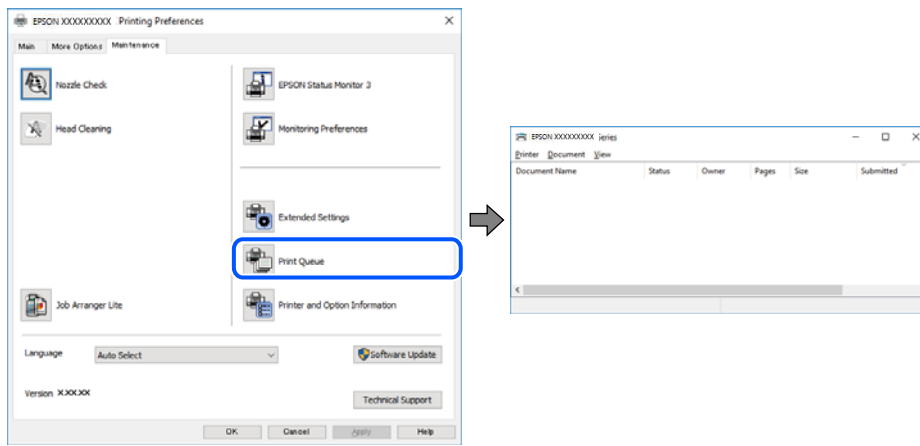 EPSON XXXXXXXXX Printing Preferences
Main More Options Maintenance
Nozzle Check
EPSON Status Monitor 3
Head Cleaning
Monitoring Preferences
Extended Settings
Print Queue
Job Arranger Lite
Printer and Option Information
Language Auto Select Software Update
Version X.XX.XX
Technical Support
OK Cancel Apply Help
EPSON XXXXXXXXXX Series
Printer Document View
Document Name Status Owner Pages Size Submitted